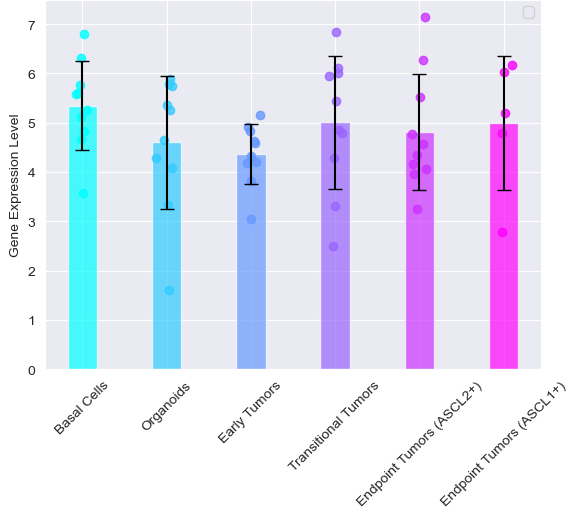 Gene Expression Level
7
6
5
4
3
2
1
0
Basal Cells
Organoids
Early Tumors
Transitional Tumors
Endpoint Tumors (ASCL2+)
Endpoint Tumors (ASCL1+)